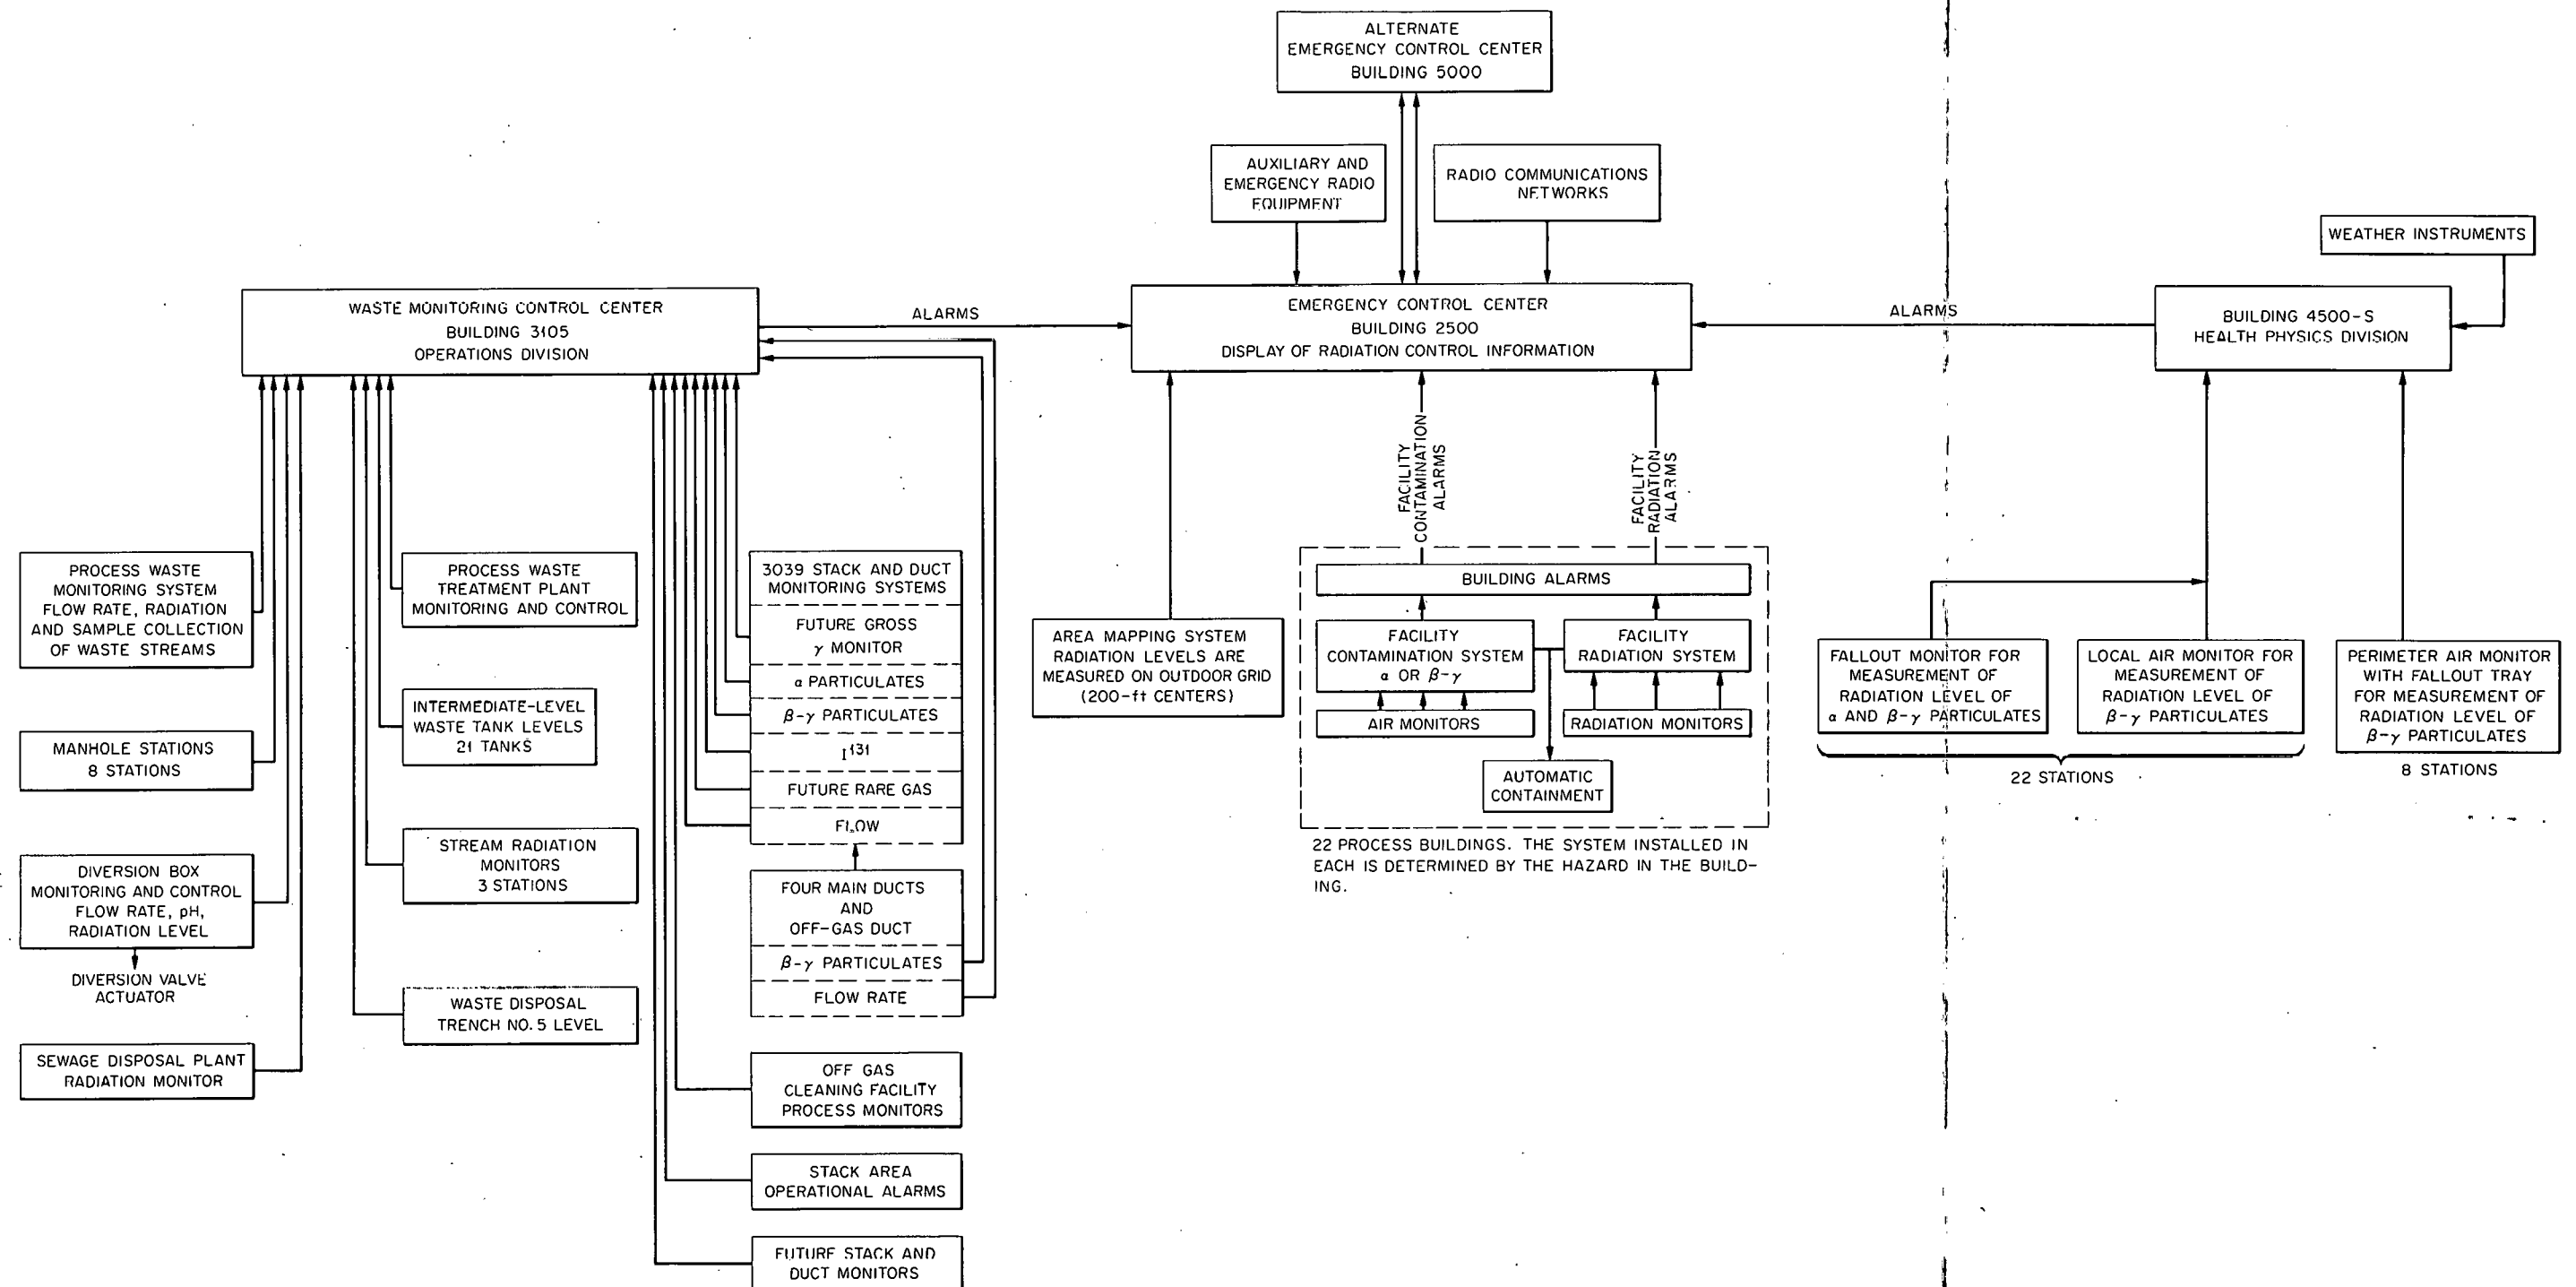 ALTERNATE
EMERGENCY CONTROL CENTER
BUILDING 5000
AUXILIARY AND
EMERGENCY RADIO
EQUIPMENT
RADIO COMMUNICATIONS
NETWORKS
WEATHER INSTRUMENTS
WASTE MONITORING CONTROL CENTER
BUILDING 3105
OPERATIONS DIVISION
ALARMS
EMERGENCY CONTROL CENTER
BUILDING 2500
DISPLAY OF RADIATION CONTROL INFORMATION
ALARMS
BUILDING 4500-S
HEALTH PHYSICS DIVISION
PROCESS WASTE
MONITORING SYSTEM
FLOW RATE, RADIATION
AND SAMPLE COLLECTION
OF WASTE STREAMS
MANHOLE STATIONS
8 STATIONS
DIVERSION BOX
MONITORING AND CONTROL
FLOW RATE, pH,
RADIATION LEVEL
DIVERSION VALVE
ACTUATOR
SEWAGE DISPOSAL PLANT
RADIATION MONITOR
PROCESS WASTE
TREATMENT PLANT
MONITORING AND CONTROL
INTERMEDIATE-LEVEL
WASTE TANK LEVELS
21 TANKS
STREAM RADIATION
MONITORS
3 STATIONS
WASTE DISPOSAL
TRENCH NO. 5 LEVEL
3039 STACK AND DUCT
MONITORING SYSTEMS
FUTURE GROSS
γ MONITOR
α PARTICULATES
β-γ PARTICULATES
I131
FUTURE RARE GAS
FLOW
FOUR MAIN DUCTS
AND
OFF-GAS DUCT
β-γ PARTICULATES
FLOW RATE
OFF GAS
CLEANING FACILITY
PROCESS MONITORS
STACK AREA
OPERATIONAL ALARMS
FUTURE STACK AND
DUCT MONITORS
AREA MAPPING SYSTEM
RADIATION LEVELS ARE
MEASURED ON OUTDOOR GRID
(200-ft CENTERS)
FACILITY
CONTAMINATION
ALARMS
FACILITY
RADIATION
ALARMS
BUILDING ALARMS
FACILITY
CONTAMINATION SYSTEM
α OR β-γ
FACILITY
RADIATION SYSTEM
AIR MONITORS
RADIATION MONITORS
AUTOMATIC
CONTAINMENT
22 PROCESS BUILDINGS. THE SYSTEM INSTALLED IN
EACH IS DETERMINED BY THE HAZARD IN THE BUILD-
ING.
FALLOUT MONITOR FOR
MEASUREMENT OF
RADIATION LEVEL OF
α AND β-γ PARTICULATES
LOCAL AIR MONITOR FOR
MEASUREMENT OF
RADIATION LEVEL OF
β-γ PARTICULATES
22 STATIONS
PERIMETER AIR MONITOR
WITH FALLOUT TRAY
FOR MEASUREMENT OF
RADIATION LEVEL OF
β-γ PARTICULATES
8 STATIONS